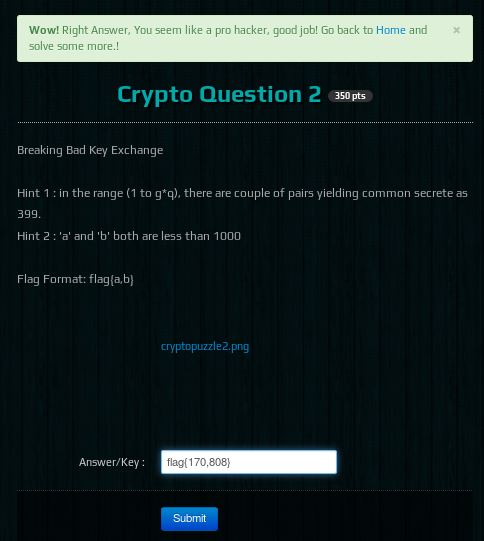 Wow! Right Answer, You seem like a pro hacker, good job! Go back to Home and ×
solve some more.!
Crypto Question 2 350 pts
Breaking Bad Key Exchange
Hint 1 : in the range (1 to g*q), there are couple of pairs yielding common secrete as
399.
Hint 2 : 'a' and 'b' both are less than 1000
Flag Format: flag{a,b}
cryptopuzzle2.png
Answer/Key : flag{170,808}
Submit